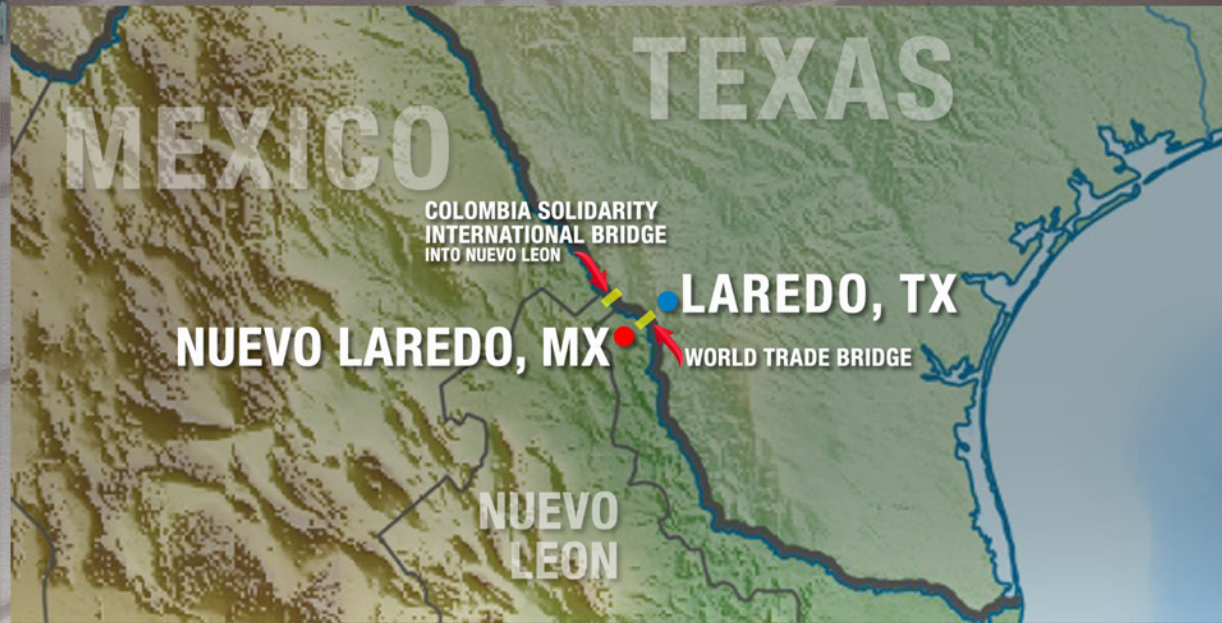 TEXAS
MEXICO
COLOMBIA SOLIDARITY
INTERNATIONAL BRIDGE
INTO NUEVO LEON
LAREDO, TX
NUEVO LAREDO, MX
WORLD TRADE BRIDGE
NUEVO
LEON